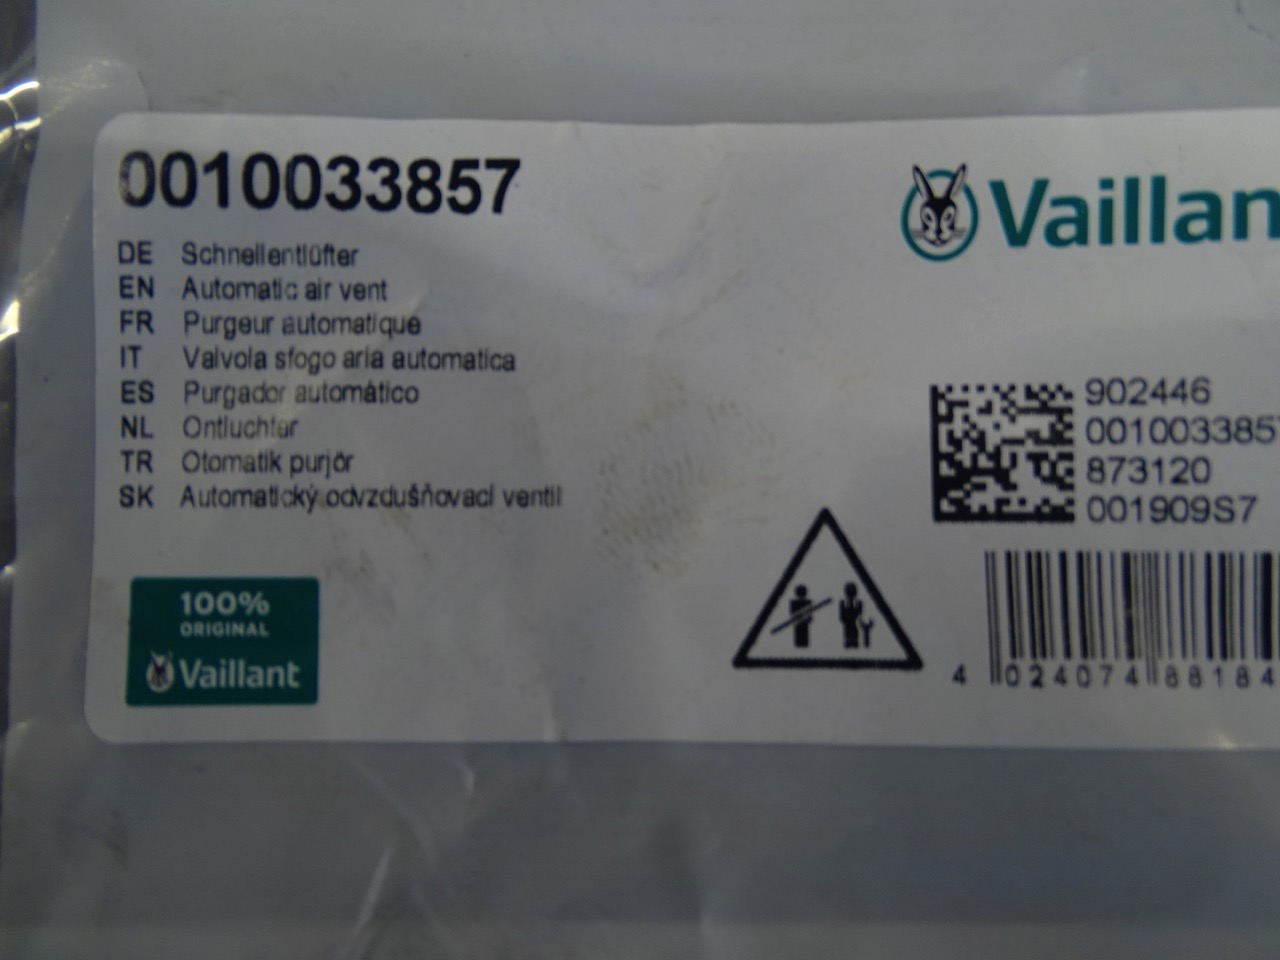 0010033857
Vaillan
DE Schnellentlüfter
EN Automatic air vent
FR Purgeur automatique
IT Valvola sfogo aria automatica
ES Purgador automático
NL Ontluchter
TR Otomatik purjör
SK Automatický odvzdušňovací ventil
902446
0010033857
873120
001909S7
100%
ORIGINAL
Vaillant
4 024074 88184